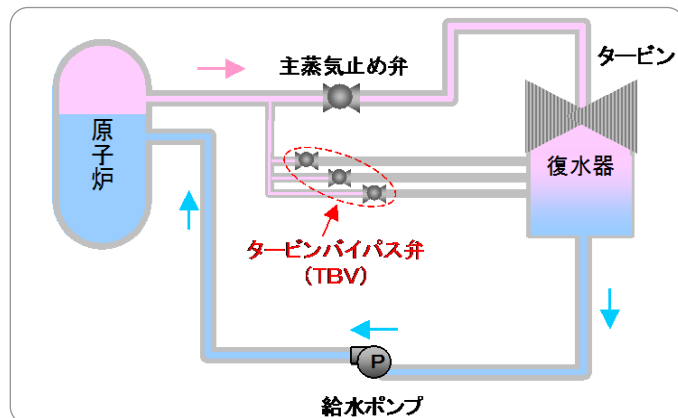 タービン
主蒸気止め弁
原子炉
復水器
タービンバイパス弁
(TBV)
P
給水ポンプ